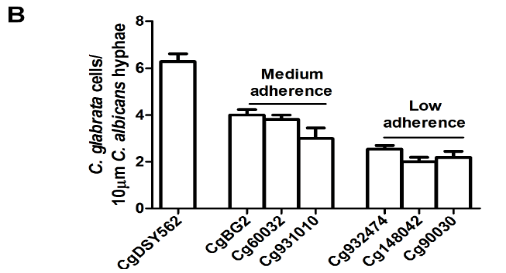 B
C. glabrata cells/
10μm C. albicans hyphae
8
6
4
2
0
Medium
adherence
Low
adherence
CgDSY562
CgBG2
Cg60032
Cg931010
Cg932474
Cg148042
Cg90030